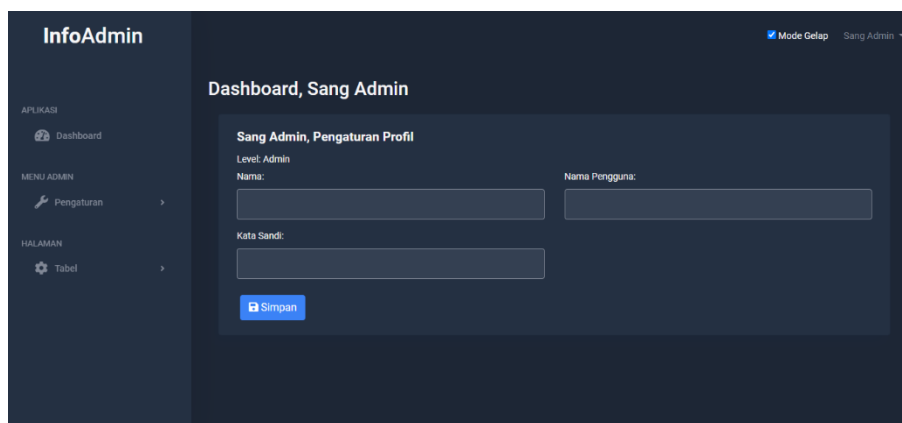 InfoAdmin
Mode Gelap
Sang Admin
APLIKASI
Dashboard
MENU ADMIN
Pengaturan
HALAMAN
Tabel
Dashboard, Sang Admin
Sang Admin, Pengaturan Profil
Level: Admin
Nama:
Nama Pengguna:
Kata Sandi:
Simpan